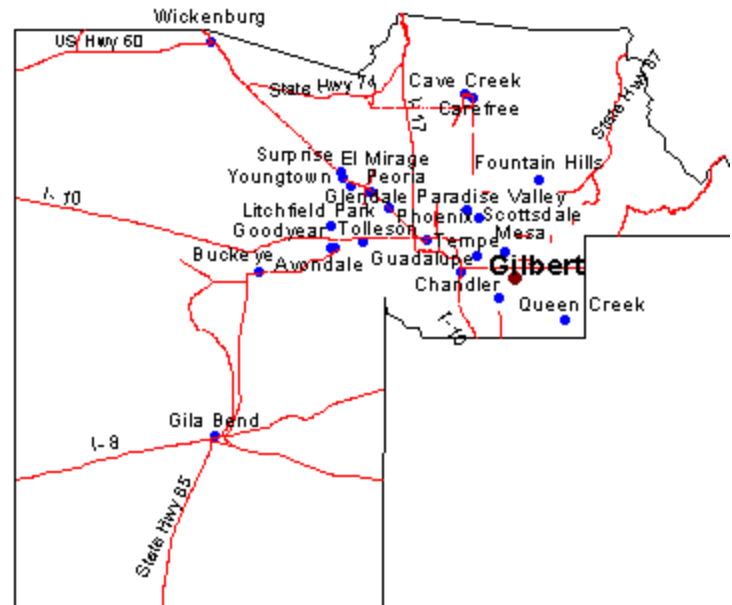 Wickenburg
US Hwy 60
State Hwy 74
I-17
Cave Creek
Carefree
State Hwy 87
Surprise
El Mirage
Fountain Hills
Youngtown
Peoria
I-10
Glendale
Paradise Valley
Litchfield Park
Phoenix
Scottsdale
Goodyear
Tolleson
Tempe
Mesa
Buckeye
Avondale
Guadalupe
Gilbert
Chandler
Queen Creek
I-10
Gila Bend
I-8
State Hwy 85